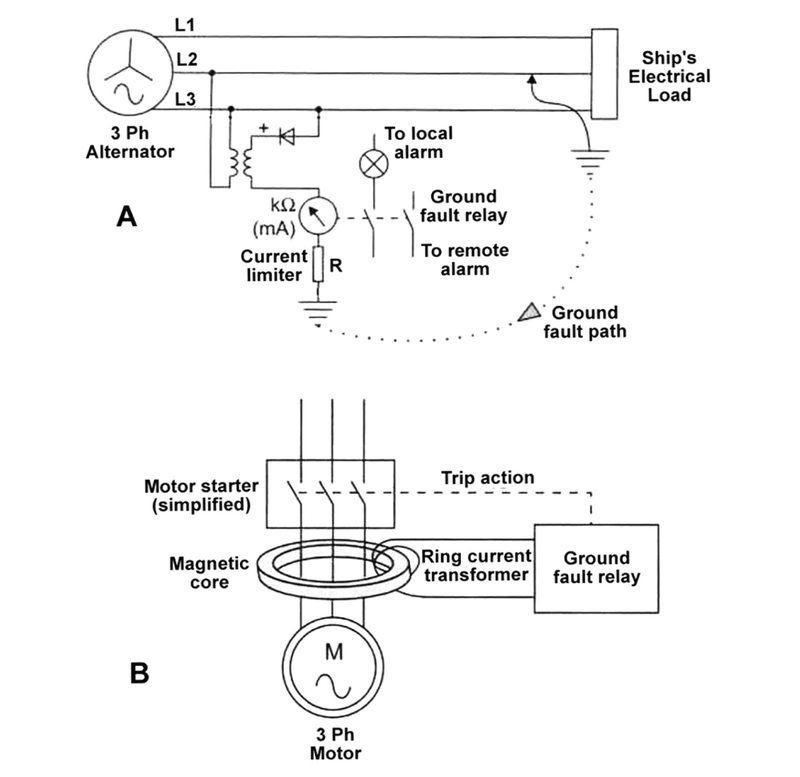 L1
L2
L3
3 Ph
Alternator
Ship's
Electrical
Load
+
To local
alarm
A
kΩ
(mA)
Ground
fault relay
Current
limiter
R
To remote
alarm
Ground
fault path
Motor starter
(simplified)
Trip action
Magnetic
core
Ring current
transformer
Ground
fault relay
M
B
3 Ph
Motor